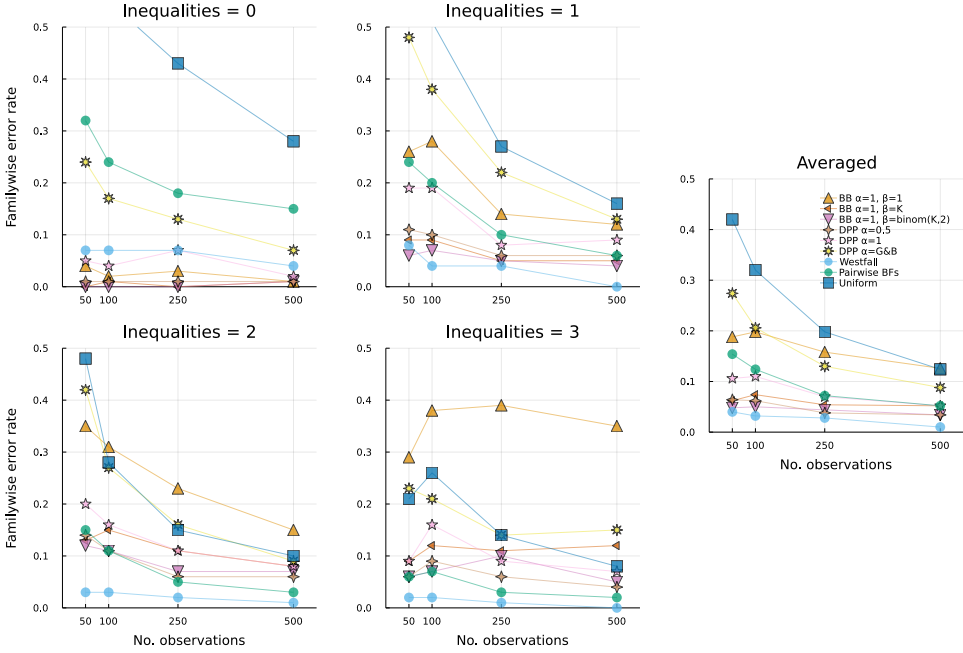 Inequalities = 0
Inequalities = 1
Familywise error rate
0.5
0.4
0.3
0.2
0.1
0.0
50
100
250
500
0.5
0.4
0.3
0.2
0.1
0.0
50
100
250
500
Averaged
0.5
0.4
0.3
0.2
0.1
0.0
50
100
250
500
No. observations
Familywise error rate
BB α=1, β=1
BB α=1, β=K
BB α=1, β=binom(K,2)
DPP α=0.5
DPP α=1
DPP α=G&B
Westfall
Pairwise BFs
Uniform
Inequalities = 2
Inequalities = 3
Familywise error rate
0.5
0.4
0.3
0.2
0.1
0.0
50
100
250
500
No. observations
0.5
0.4
0.3
0.2
0.1
0.0
50
100
250
500
No. observations